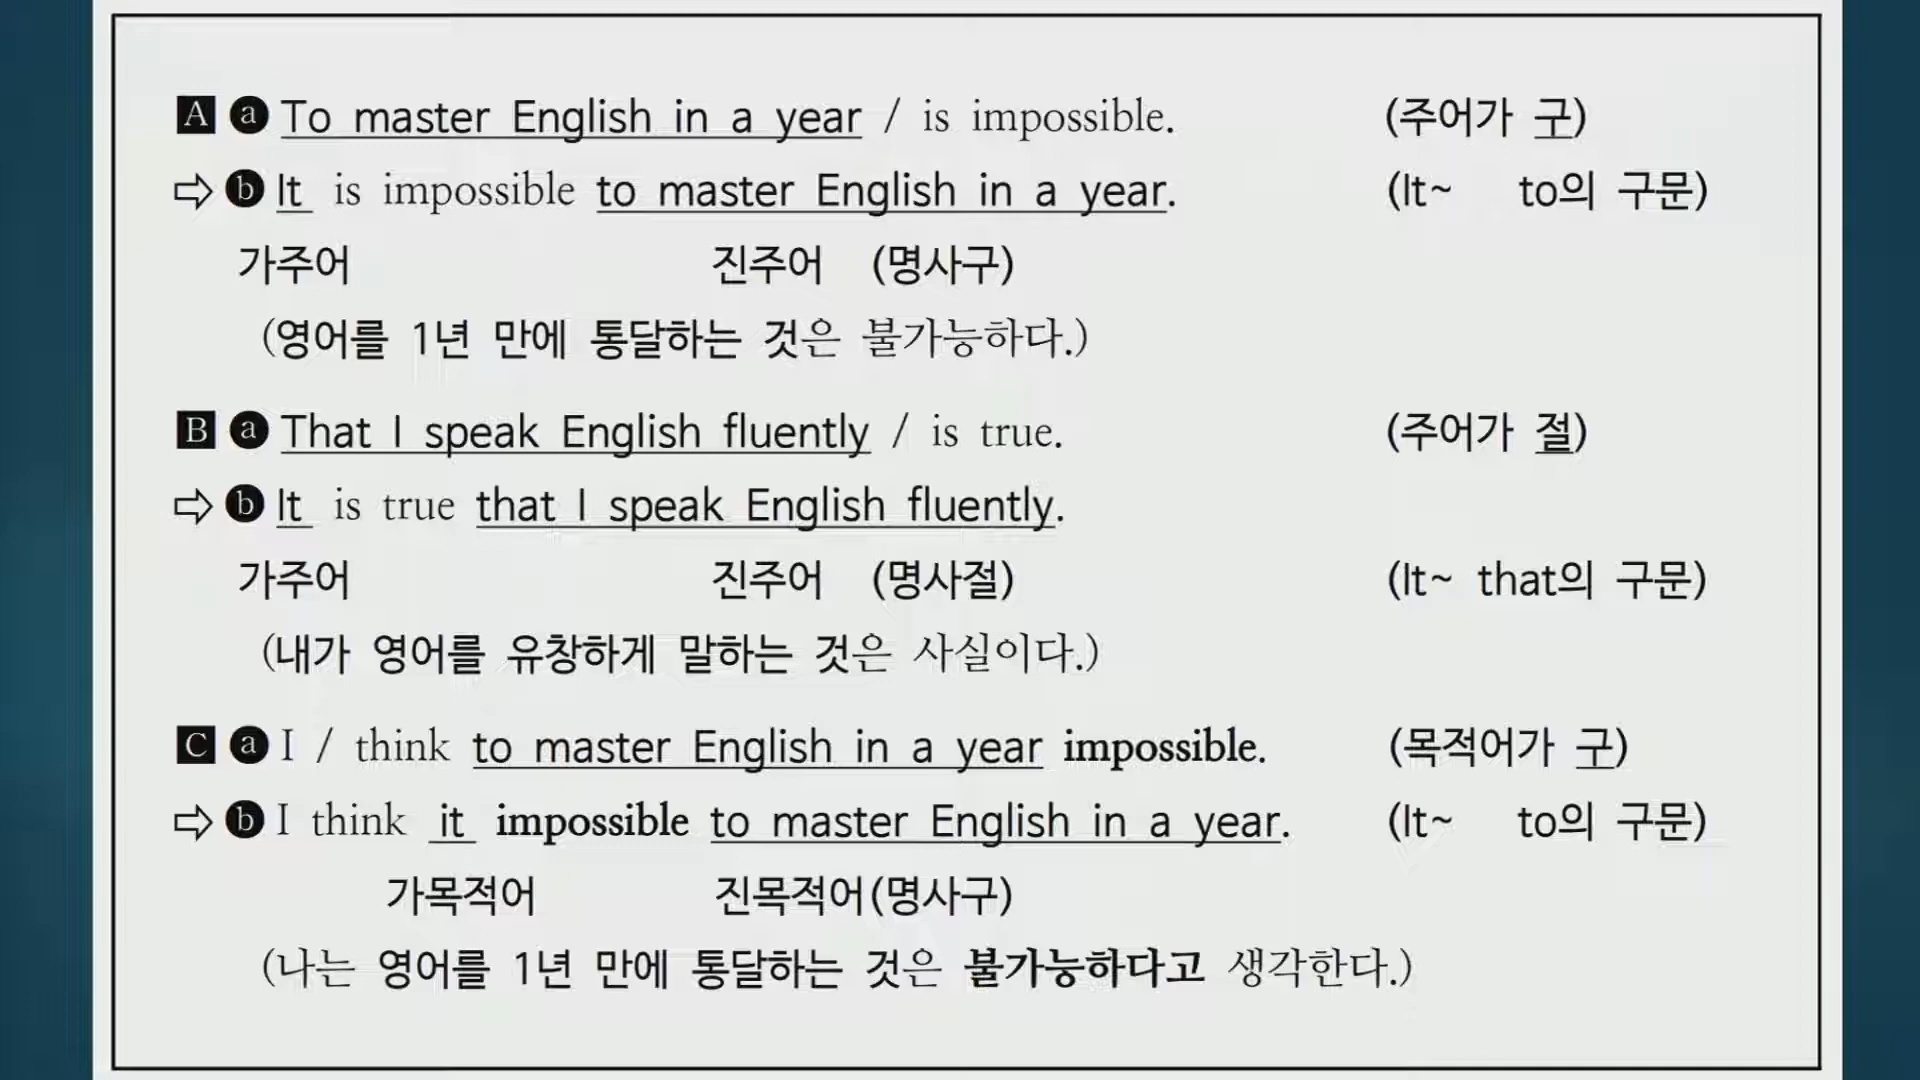 A ⓐ To master English in a year / is impossible. (주어가 구)
⇨ ⓑ It is impossible to master English in a year. (It~ to의 구문)
가주어 진주어 (명사구)
(영어를 1년 만에 통달하는 것은 불가능하다.)
B ⓐ That I speak English fluently / is true. (주어가 절)
⇨ ⓑ It is true that I speak English fluently.
가주어 진주어 (명사절) (It~ that의 구문)
(내가 영어를 유창하게 말하는 것은 사실이다.)
C ⓐ I / think to master English in a year impossible. (목적어가 구)
⇨ ⓑ I think it impossible to master English in a year. (It~ to의 구문)
가목적어 진목적어(명사구)
(나는 영어를 1년 만에 통달하는 것은 불가능하다고 생각한다.)